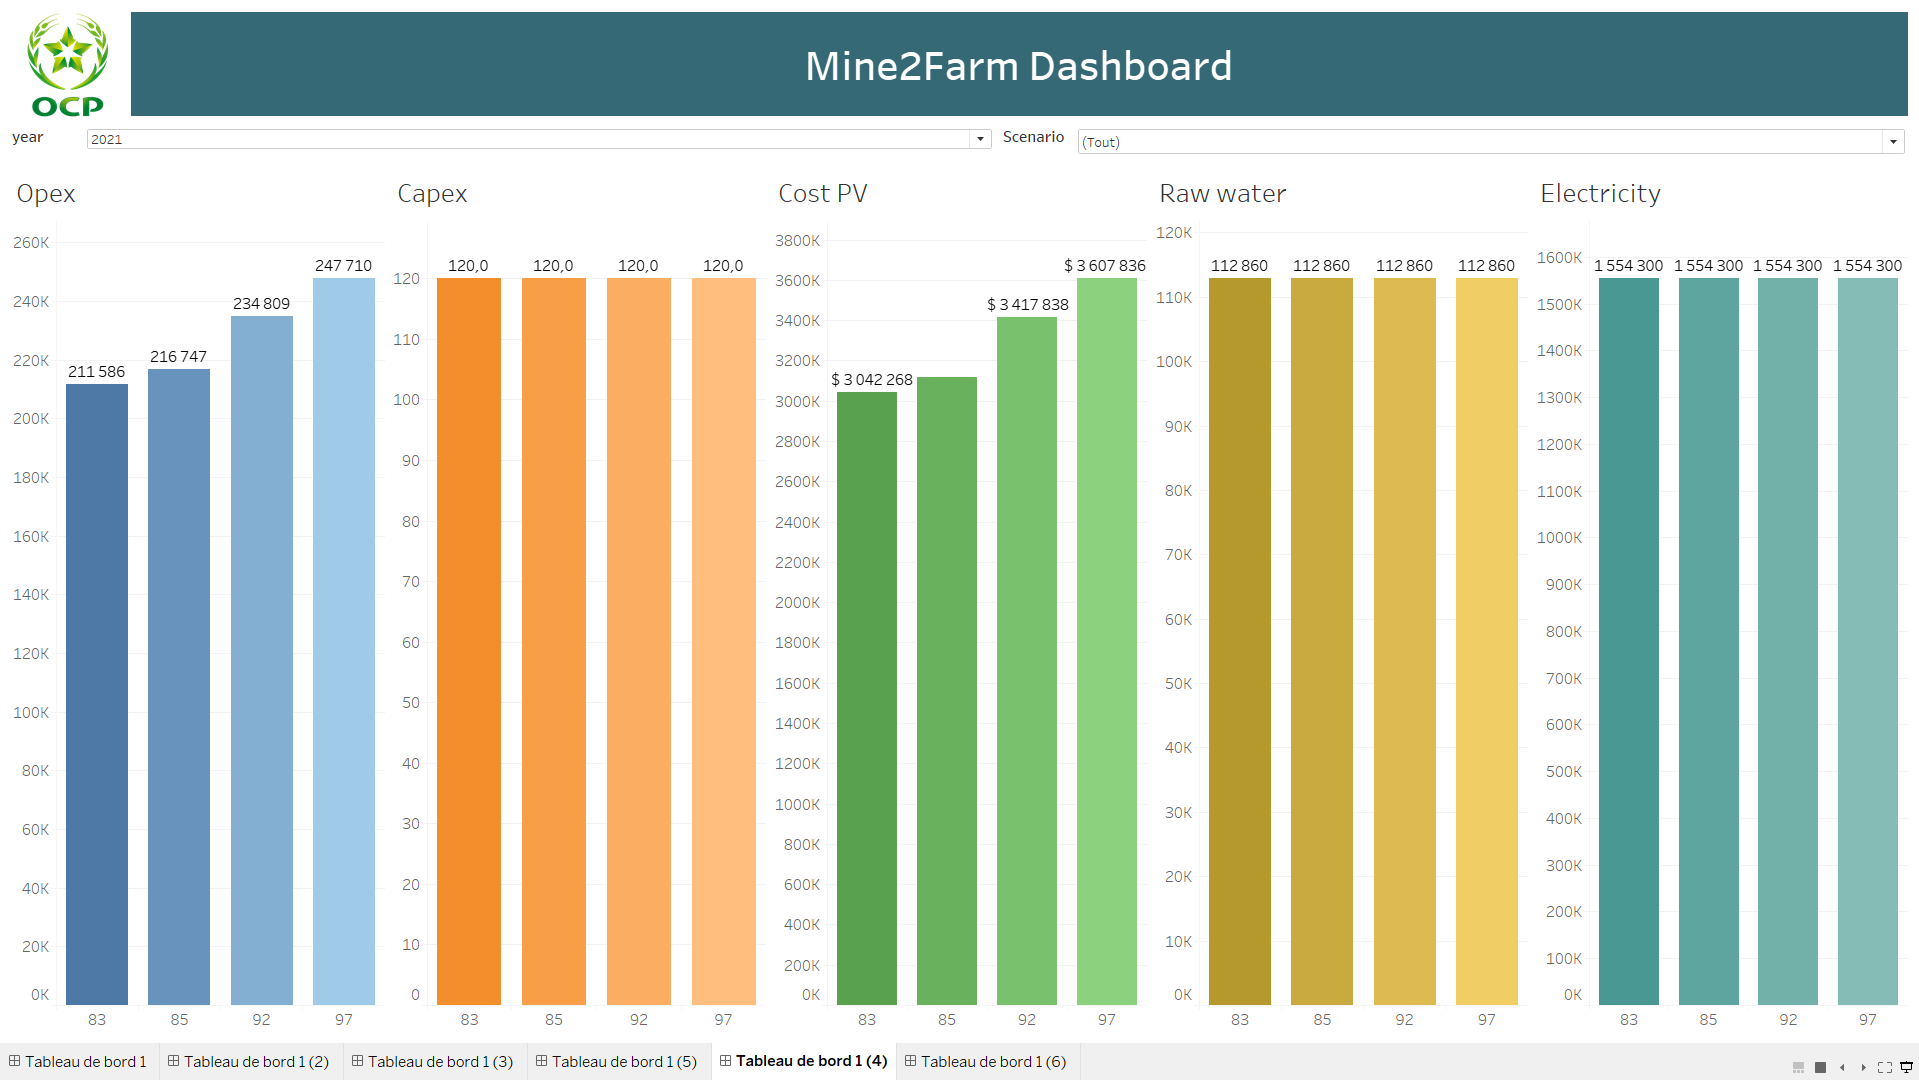 OCP
Mine2Farm Dashboard
year
2021
Scenario
(Tout)
Opex
260K
240K
220K
200K
180K
160K
140K
120K
100K
80K
60K
40K
20K
0K
211 586
216 747
234 809
247 710
83 85 92 97
Capex
120
110
100
90
80
70
60
50
40
30
20
10
0
120,0
120,0
120,0
120,0
83 85 92 97
Cost PV
3800K
3600K
3400K
3200K
3000K
2800K
2600K
2400K
2200K
2000K
1800K
1600K
1400K
1200K
1000K
800K
600K
400K
200K
0K
$ 3 042 268
$ 3 417 838
$ 3 607 836
83 85 92 97
Raw water
120K
110K
100K
90K
80K
70K
60K
50K
40K
30K
20K
10K
0K
112 860
112 860
112 860
112 860
83 85 92 97
Electricity
1600K
1500K
1400K
1300K
1200K
1100K
1000K
900K
800K
700K
600K
500K
400K
300K
200K
100K
0K
1 554 300
1 554 300
1 554 300
1 554 300
83 85 92 97
Tableau de bord 1
Tableau de bord 1 (2)
Tableau de bord 1 (3)
Tableau de bord 1 (5)
Tableau de bord 1 (4)
Tableau de bord 1 (6)